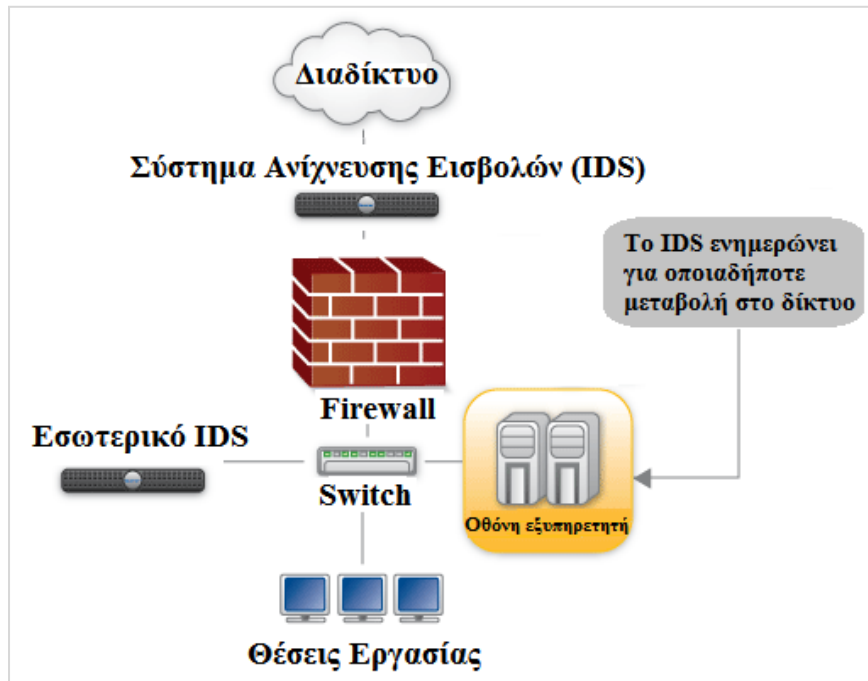 Διαδίκτυο
Σύστημα Ανίχνευσης Εισβολών (IDS)
Το IDS ενημερώνει
για οποιαδήποτε
μεταβολή στο δίκτυο
Firewall
Εσωτερικό IDS
Switch
Οθόνη εξυπηρετητή
Θέσεις Εργασίας